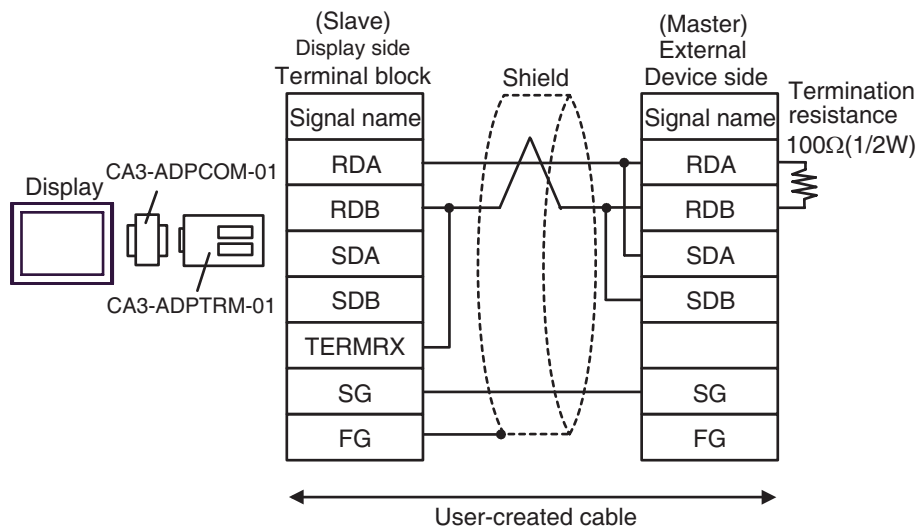 (Slave)
Display side
Terminal block
Shield
(Master)
External
Device side
Termination
resistance
100Ω(1/2W)
Display
CA3-ADPCOM-01
CA3-ADPTRM-01
Signal name
RDA
RDB
SDA
SDB
TERMRX
SG
FG
Signal name
RDA
RDB
SDA
SDB
SG
FG
User-created cable